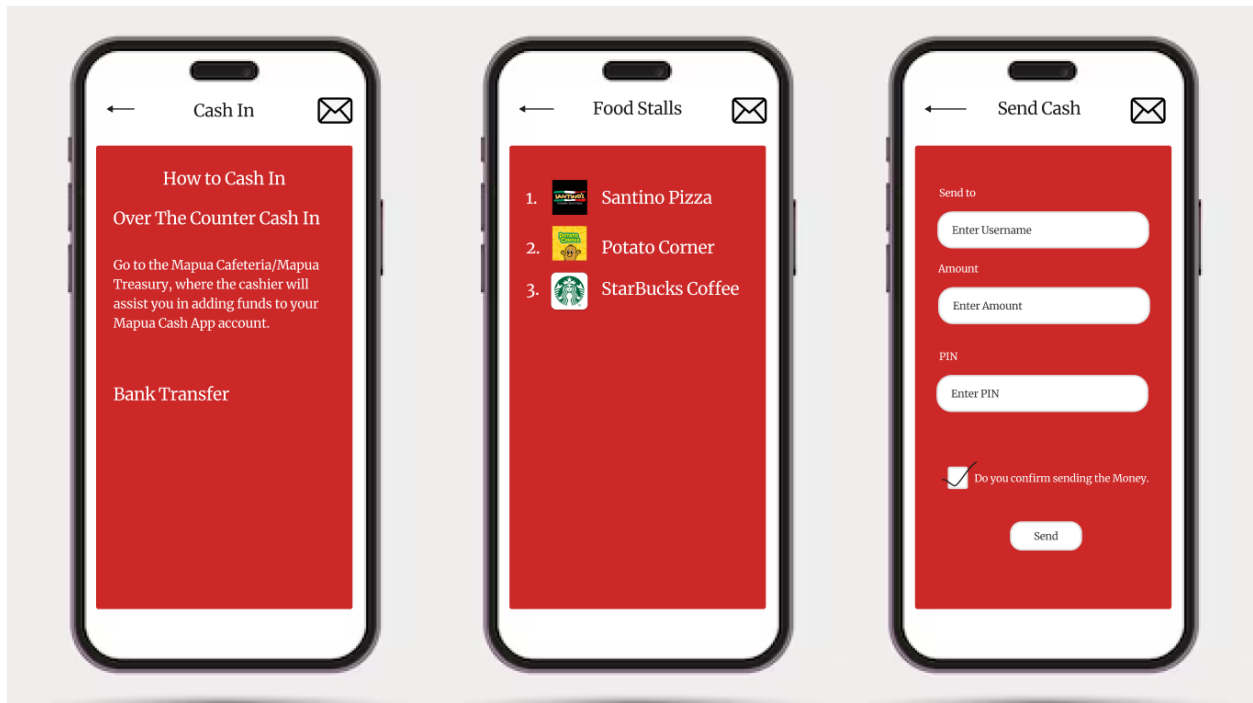 Cash In
How to Cash In
Over The Counter Cash In
Go to the Mapua Cafeteria/Mapua
Treasury, where the cashier will
assist you in adding funds to your
Mapua Cash App account.
Bank Transfer
Food Stalls
1. SANTINO'S Santino Pizza
2. POTATO CORNER Potato Corner
3. StarBucks Coffee
Send Cash
Send to
Enter Username
Amount
Enter Amount
PIN
Enter PIN
Do you confirm sending the Money.
Send